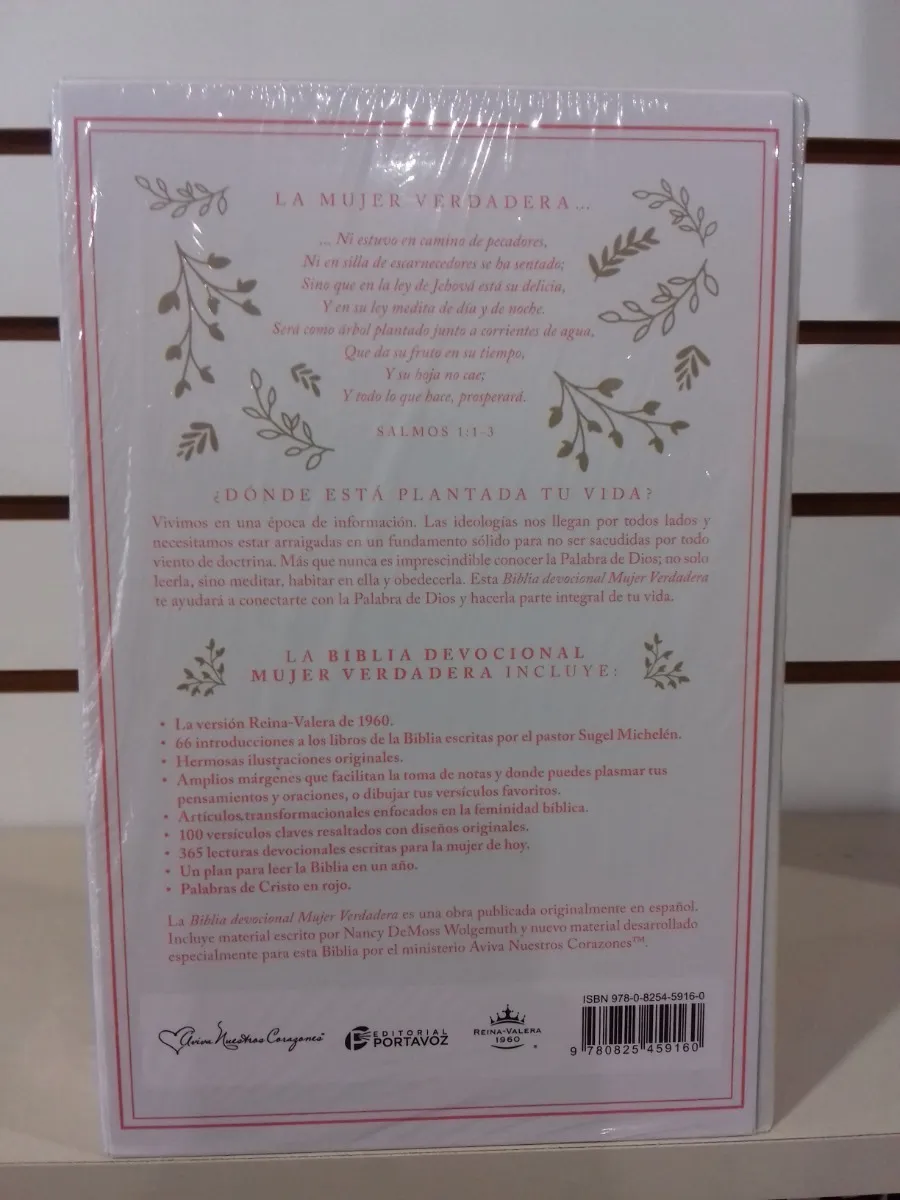 LA MUJER VERDADERA...
... Ni estuvo en camino de pecadores,
Ni en silla de escarnecedores se ha sentado;
Sino que en la ley de Jehová está su delicia,
Y en su ley medita de día y de noche.
Será como árbol plantado junto a corrientes de agua,
Que da su fruto en su tiempo,
Y su hoja no cae;
Y todo lo que hace, prosperará.
SALMOS 1:1-3
¿DÓNDE ESTÁ PLANTADA TU VIDA?
Vivimos en una época de información. Las ideologías nos llegan por todos lados y
necesitamos estar arraigadas en un fundamento sólido para no ser sacudidas por todo
viento de doctrina. Más que nunca es imprescindible conocer la Palabra de Dios; no solo
leerla, sino meditar, habitar en ella y obedecerla. Esta Biblia devocional Mujer Verdadera
te ayudará a conectarte con la Palabra de Dios y hacerla parte integral de tu vida.
LA BIBLIA DEVOCIONAL
MUJER VERDADERA INCLUYE:
• La versión Reina-Valera de 1960.
• 66 introducciones a los libros de la Biblia escritas por el pastor Sugel Michelén.
• Hermosas ilustraciones originales.
• Amplios márgenes que facilitan la toma de notas y donde puedes plasmar tus
pensamientos y oraciones, o dibujar tus versículos favoritos.
• Artículos transformacionales enfocados en la feminidad bíblica.
• 100 versículos claves resaltados con diseños originales.
• 365 lecturas devocionales escritas para la mujer de hoy.
• Un plan para leer la Biblia en un año.
• Palabras de Cristo en rojo.
La Biblia devocional Mujer Verdadera es una obra publicada originalmente en español.
Incluye material escrito por Nancy DeMoss Wolgemuth y nuevo material desarrollado
especialmente para esta Biblia por el ministerio Aviva Nuestros Corazones™.
Aviva Nuestros Corazones
EDITORIAL
PORTAVOZ
REINA-VALERA
1960
ISBN 978-0-8254-5916-0
9 780825 459160